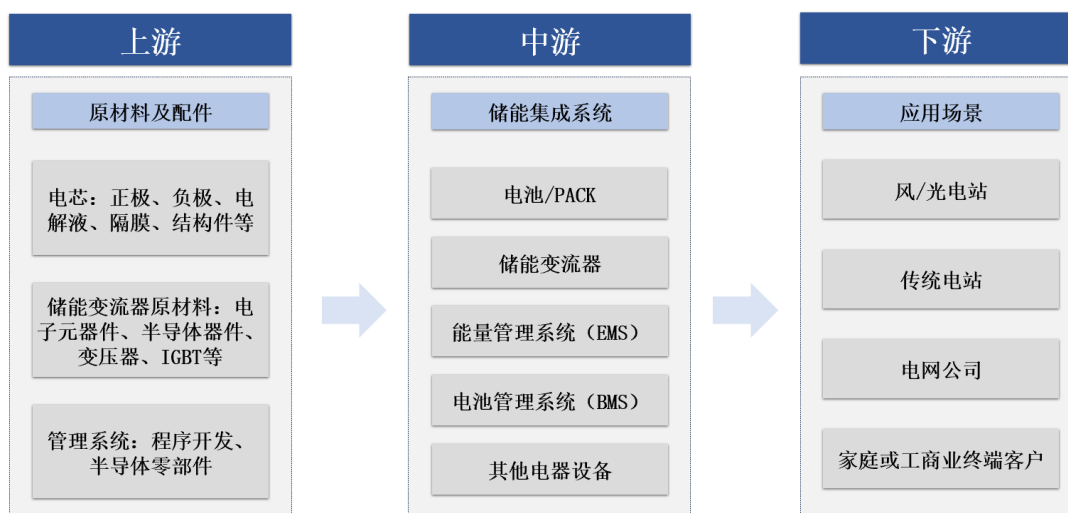 上游
原材料及配件
电芯：正极、负极、电
解液、隔膜、结构件等
储能变流器原材料：电
子元器件、半导体器件、
变压器、IGBT等
管理系统：程序开发、
半导体零部件
中游
储能集成系统
电池/PACK
储能变流器
能量管理系统（EMS）
电池管理系统（BMS）
其他电器设备
下游
应用场景
风/光电站
传统电站
电网公司
家庭或工商业终端客户